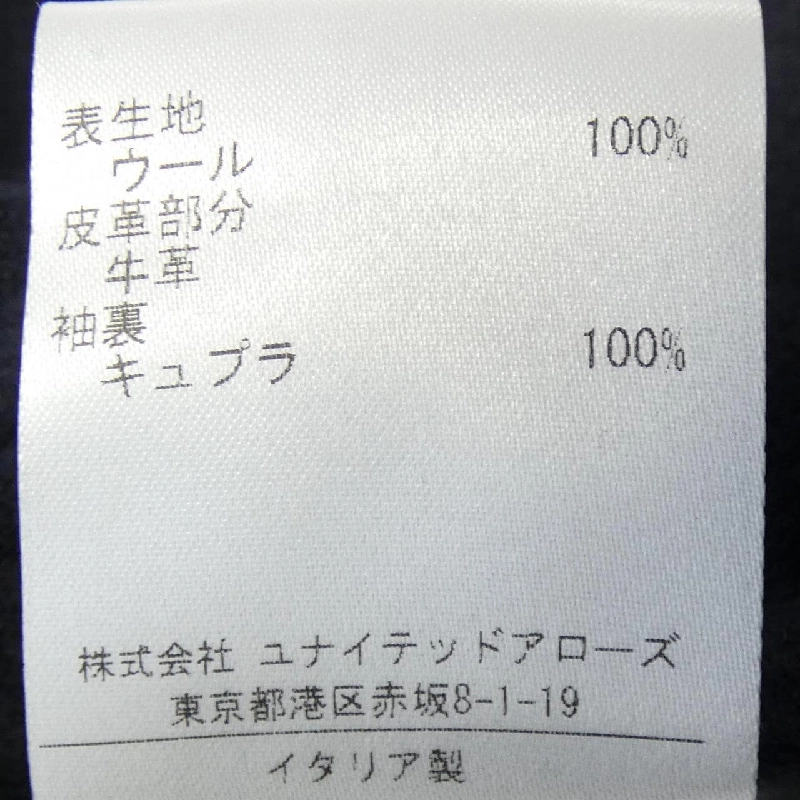 表生地
ウール 100%
皮革部分
牛革
袖裏
キュプラ 100%
株式会社 ユナイテッドアローズ
東京都港区赤坂8-1-19
イタリア製